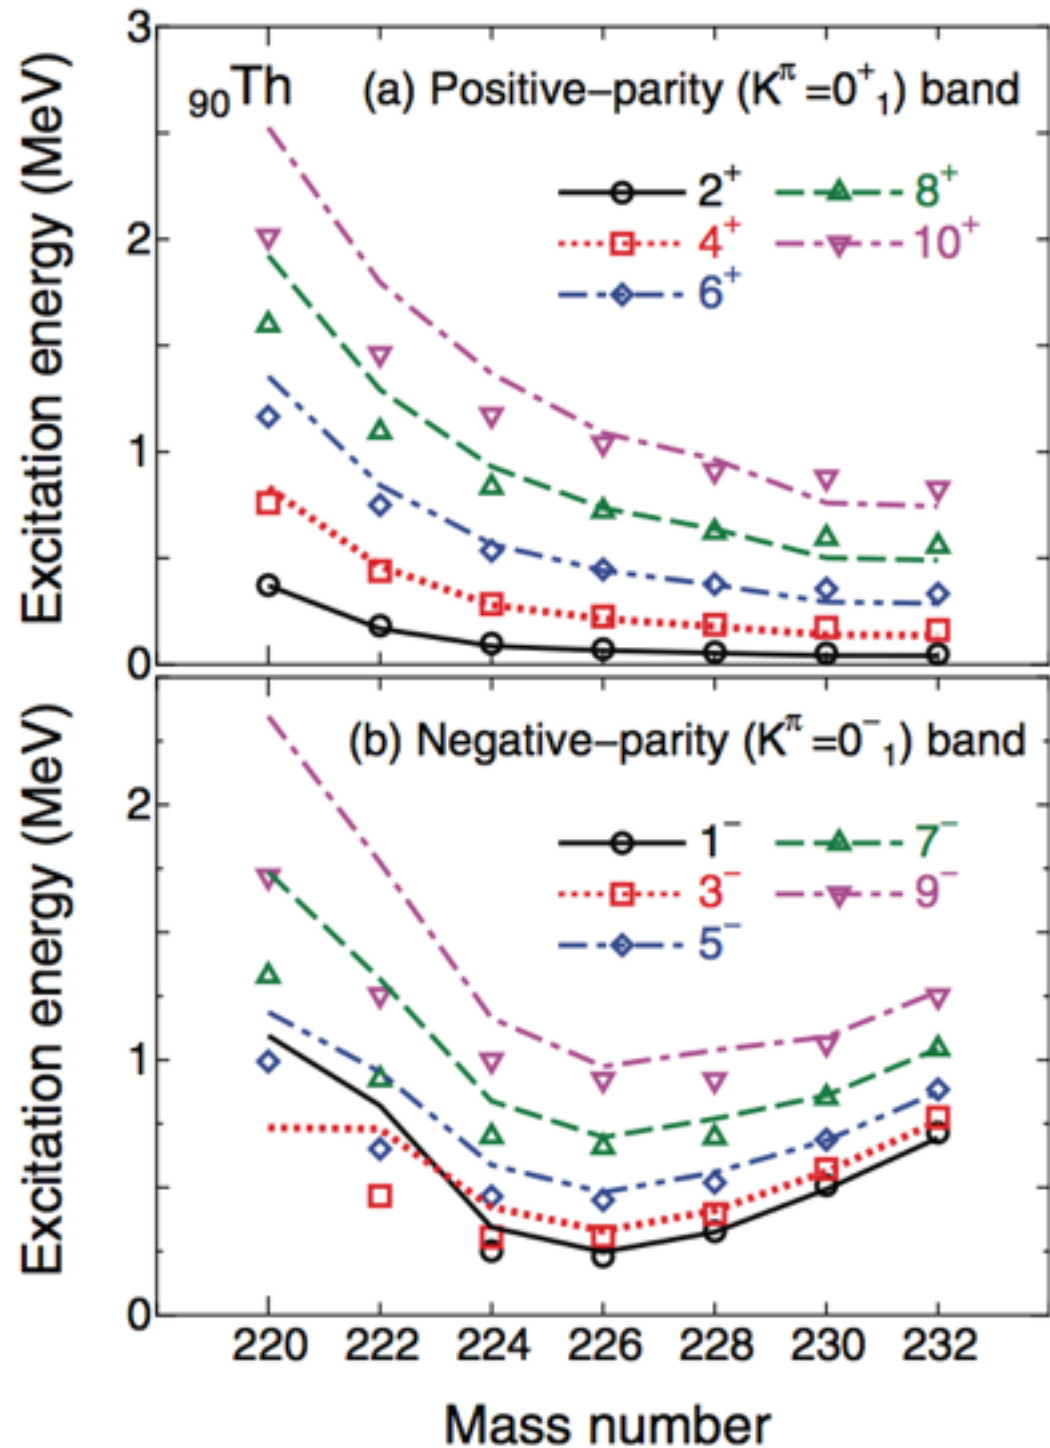 3
₉₀Th (a) Positive−parity (K^π=0⁺₁) band
2⁺ 8⁺
4⁺ 10⁺
6⁺
2
1
0
Excitation energy (MeV)
(b) Negative−parity (K^π=0⁻₁) band
1⁻ 7⁻
3⁻ 9⁻
5⁻
2
1
0
Excitation energy (MeV)
220 222 224 226 228 230 232
Mass number